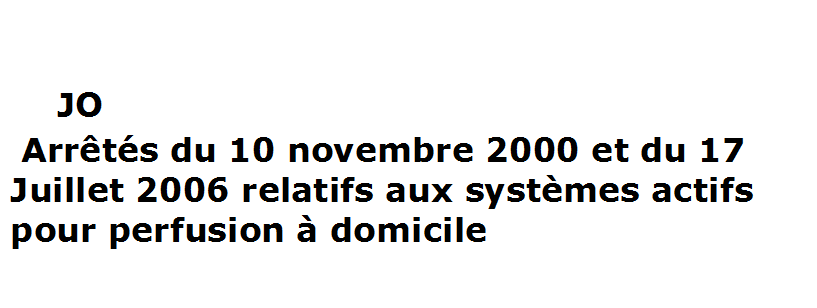 JO
Arrêtés du 10 novembre 2000 et du 17
Juillet 2006 relatifs aux systèmes actifs
pour perfusion à domicile